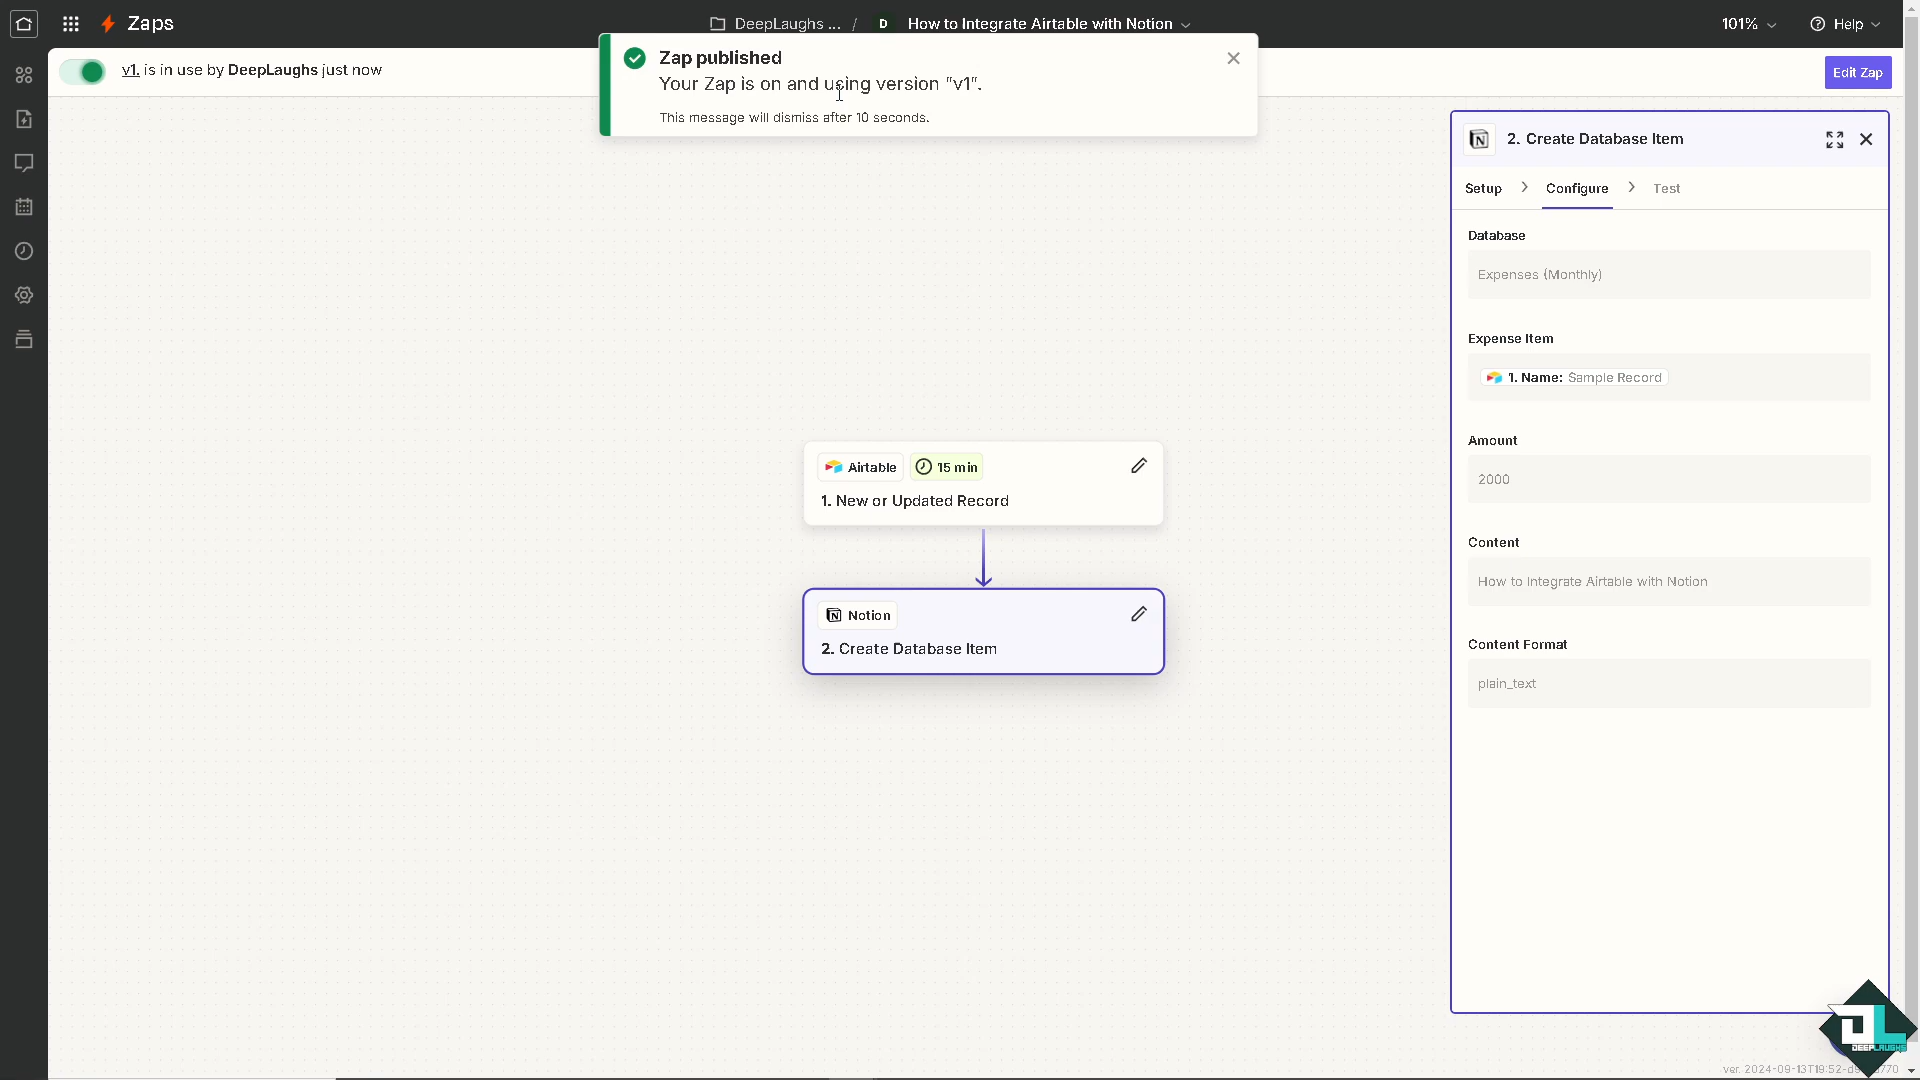 Zaps
DeepLaughs ... / D How to Integrate Airtable with Notion
101%
Help
v1. is in use by DeepLaughs just now
Zap published
Your Zap is on and using version "v1".
This message will dismiss after 10 seconds.
Edit Zap
2. Create Database Item
Setup
Configure
Test
Database
Expenses (Monthly)
Expense Item
1. Name: Sample Record
Amount
2000
Content
How to Integrate Airtable with Notion
Content Format
plain_text
Airtable
15 min
1. New or Updated Record
Notion
2. Create Database Item
DEEPLAUGHS